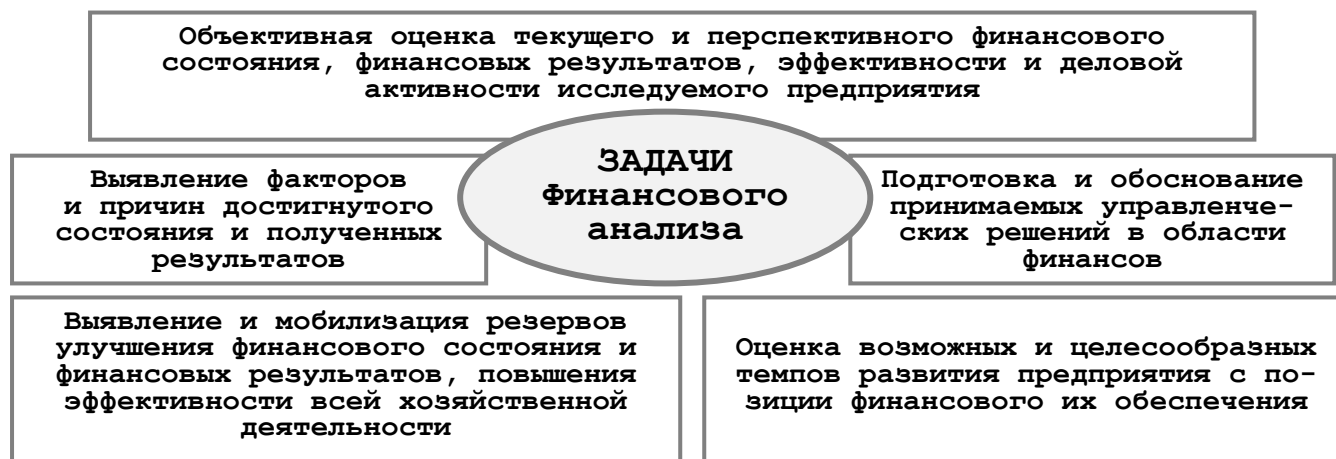 Объективная оценка текущего и перспективного финансового
состояния, финансовых результатов, эффективности и деловой
активности исследуемого предприятия
ЗАДАЧИ
Финансового
анализа
Выявление факторов
и причин достигнутого
состояния и полученных
результатов
Подготовка и обоснование
принимаемых управленче-
ских решений в области
финансов
Выявление и мобилизация резервов
улучшения финансового состояния и
финансовых результатов, повышения
эффективности всей хозяйственной
деятельности
Оценка возможных и целесообразных
темпов развития предприятия с по-
зиции финансового их обеспечения